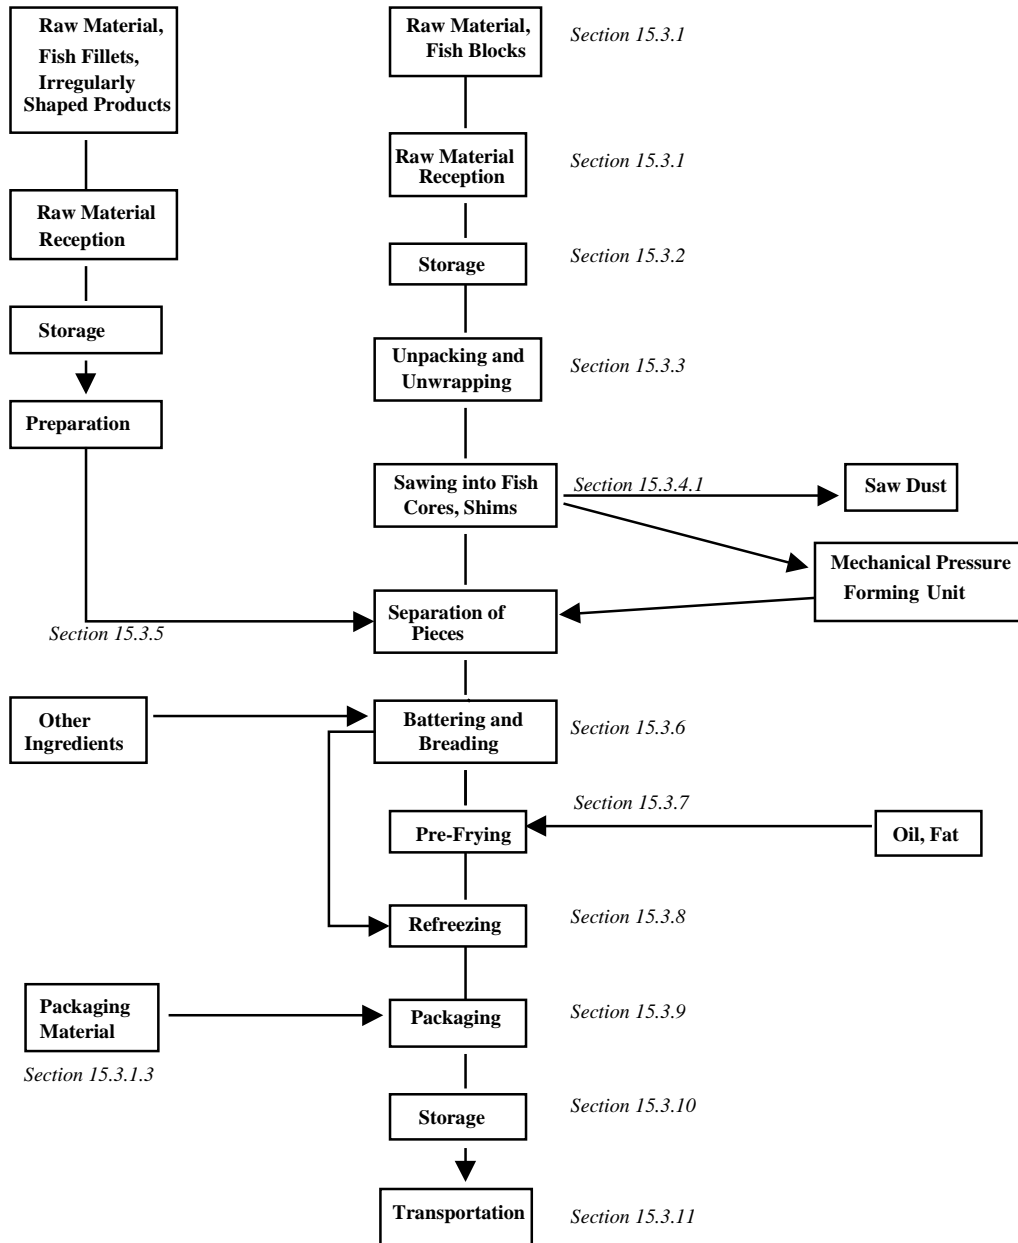 Raw Material,
Fish Fillets,
Irregularly
Shaped Products
Raw Material,
Fish Blocks
Section 15.3.1
Raw Material
Reception
Section 15.3.1
Raw Material
Reception
Storage
Section 15.3.2
Storage
Unpacking and
Unwrapping
Section 15.3.3
Preparation
Sawing into Fish
Cores, Shims
Section 15.3.4.1
Saw Dust
Mechanical Pressure
Forming Unit
Separation of
Pieces
Section 15.3.5
Other
Ingredients
Battering and
Breading
Section 15.3.6
Section 15.3.7
Pre-Frying
Oil, Fat
Refreezing
Section 15.3.8
Packaging
Material
Section 15.3.1.3
Packaging
Section 15.3.9
Storage
Section 15.3.10
Transportation
Section 15.3.11